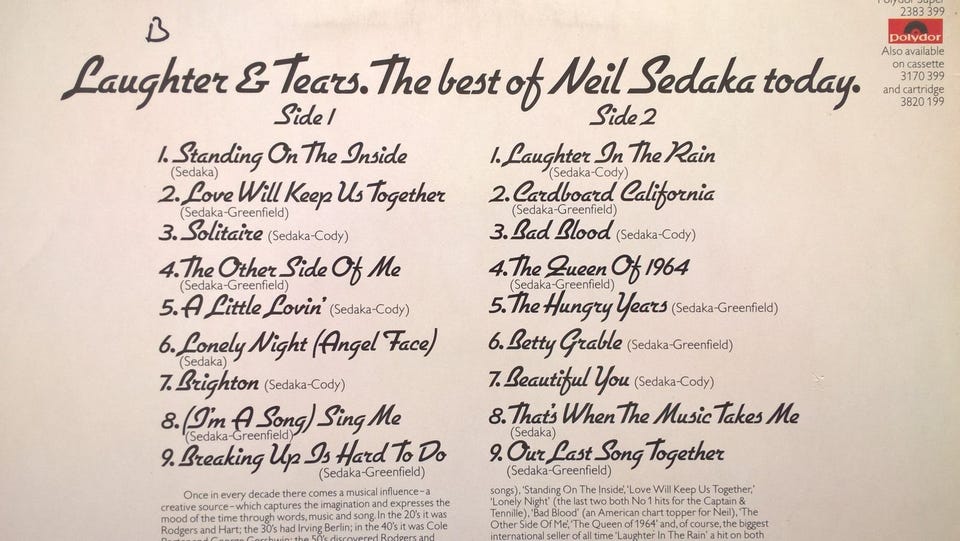 B
Polydor Super
2383 399
polydor
Also available
on cassette
3170 399
and cartridge
3820 199
Laughter & Tears. The best of Neil Sedaka today.
Side 1
1. Standing On The Inside
(Sedaka)
2. Love Will Keep Us Together
(Sedaka-Greenfield)
3. Solitaire (Sedaka-Cody)
4. The Other Side Of Me
(Sedaka-Greenfield)
5. A Little Lovin' (Sedaka-Cody)
6. Lonely Night (Angel Face)
(Sedaka)
7. Brighton (Sedaka-Cody)
8. (I'm A Song) Sing Me
(Sedaka-Greenfield)
9. Breaking Up Is Hard To Do
(Sedaka-Greenfield)
Once in every decade there comes a musical influence – a
creative source – which captures the imagination and expresses the
mood of the time through words, music and song. In the 20's it was
Rodgers and Hart; the 30's had Irving Berlin; in the 40's it was Cole
Porter and George Gershwin; the 50's discovered Rodgers and
Side 2
1. Laughter In The Rain
(Sedaka-Cody)
2. Cardboard California
(Sedaka-Greenfield)
3. Bad Blood (Sedaka-Cody)
4. The Queen Of 1964
(Sedaka-Greenfield)
5. The Hungry Years (Sedaka-Greenfield)
6. Betty Grable (Sedaka-Greenfield)
7. Beautiful You (Sedaka-Cody)
8. That's When The Music Takes Me
(Sedaka)
9. Our Last Song Together
(Sedaka-Greenfield)
songs), 'Standing On The Inside', 'Love Will Keep Us Together,'
'Lonely Night' (the last two both No 1 hits for the Captain &
Tennille), 'Bad Blood' (an American chart topper for Neil), 'The
Other Side Of Me', 'The Queen of 1964' and, of course, the biggest
international seller of all time 'Laughter In The Rain' a hit on both